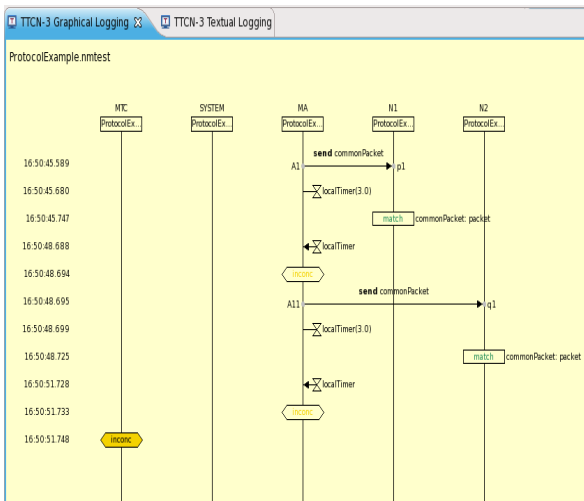 TTCN-3 Graphical Logging TTCN-3 Textual Logging
ProtocolExample.nmtest
MTC SYSTEM MA N1 N2
ProtocolEx... ProtocolEx... ProtocolEx... ProtocolEx... ProtocolEx...
send commonPacket
16:50:45.589 A1 p1
16:50:45.680 localTimer(3.0)
16:50:45.747 match commonPacket: packet
16:50:48.688 localTimer
16:50:48.694 inconc
send commonPacket
16:50:48.695 A11 q1
16:50:48.699 localTimer(3.0)
16:50:48.725 match commonPacket: packet
16:50:51.728 localTimer
16:50:51.733 inconc
16:50:51.748 inconc